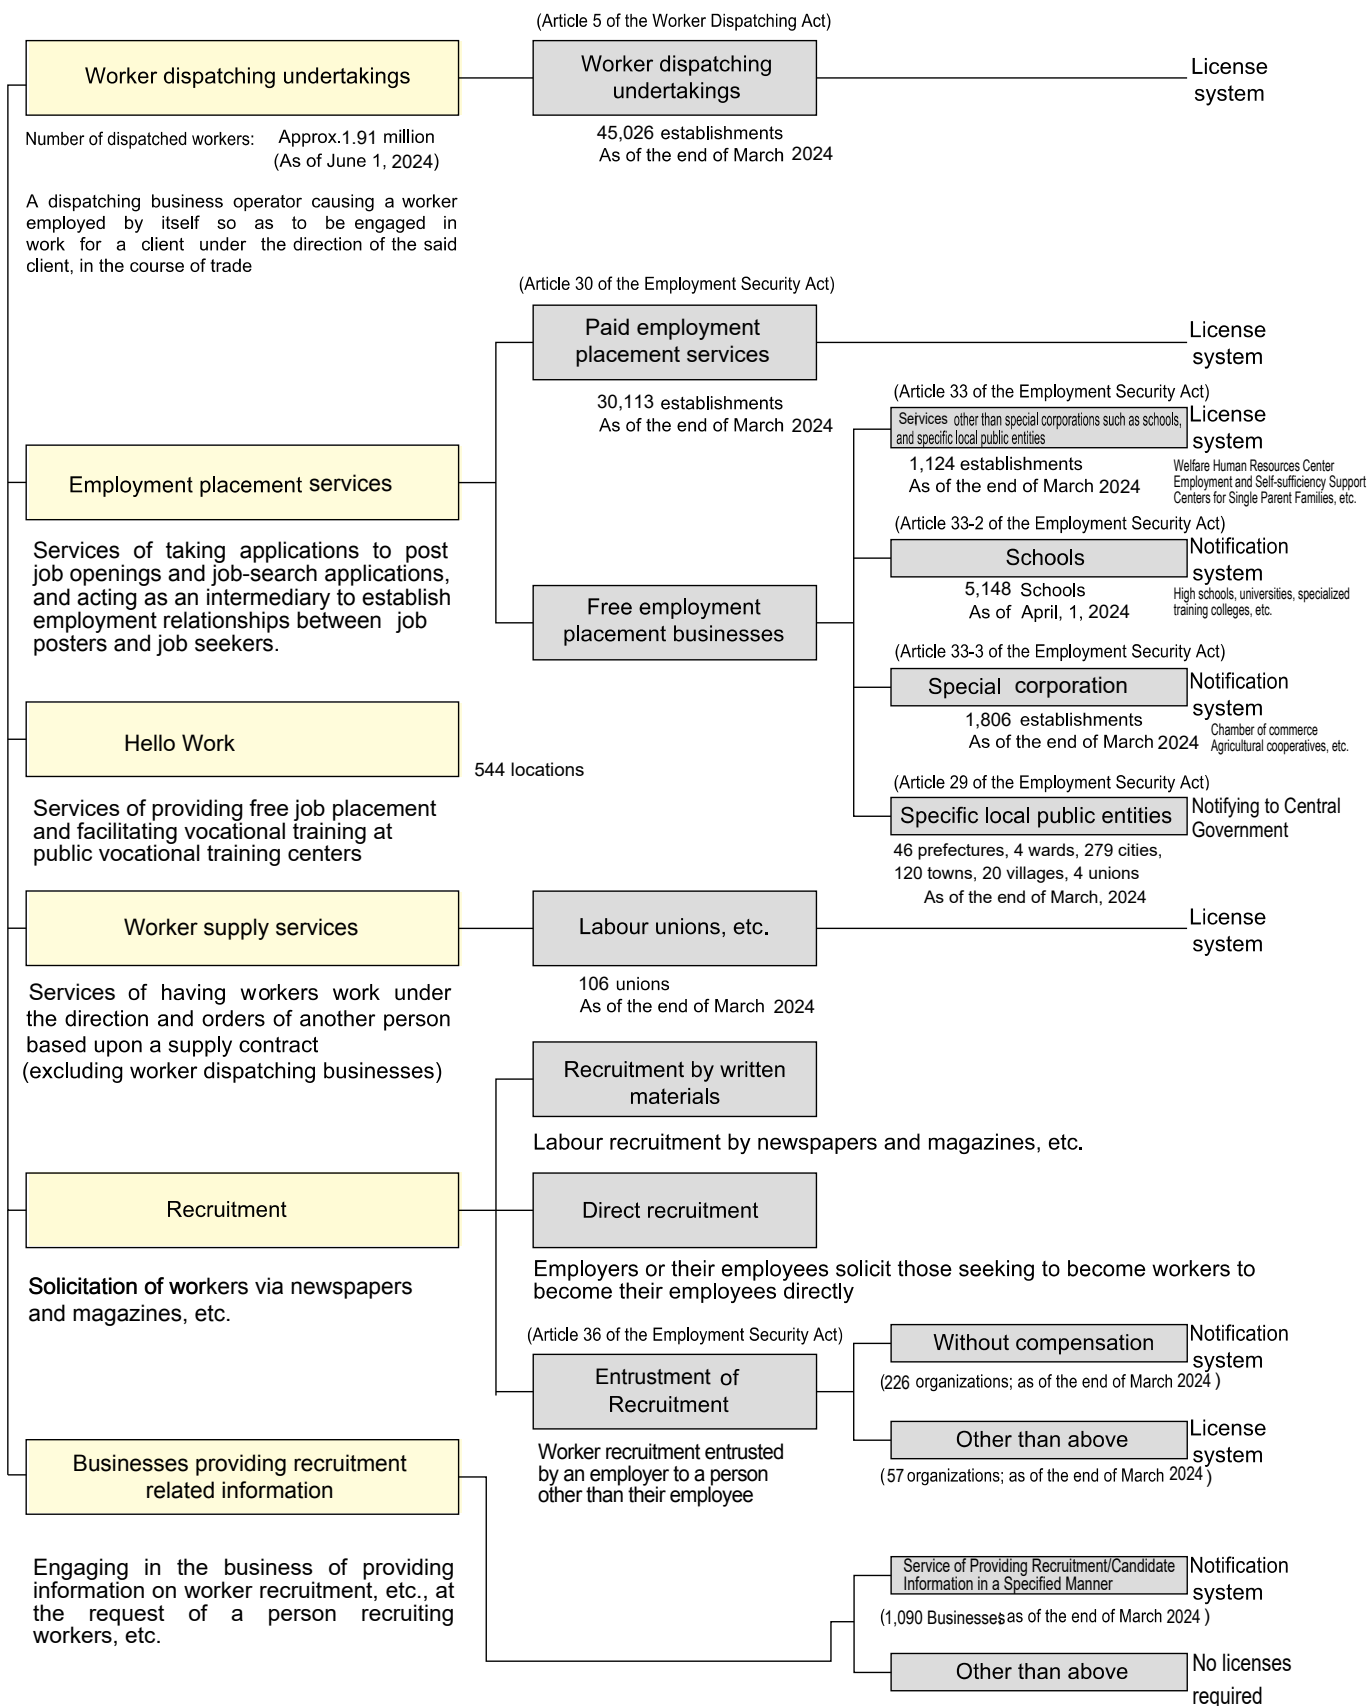 (Article 5 of the Worker Dispatching Act)
Worker dispatching undertakings
Worker dispatching
undertakings
License
system
Number of dispatched workers: Approx.1.91 million
(As of June 1, 2024)
45,026 establishments
As of the end of March 2024
A dispatching business operator causing a worker
employed by itself so as to be engaged in
work for a client under the direction of the said
client, in the course of trade
(Article 30 of the Employment Security Act)
Paid employment
placement services
License
system
30,113 establishments
As of the end of March 2024
(Article 33 of the Employment Security Act)
Services other than special corporations such as schools,
and specific local public entities
License
system
1,124 establishments
As of the end of March 2024
Welfare Human Resources Center
Employment and Self-sufficiency Support
Centers for Single Parent Families, etc.
Employment placement services
Services of taking applications to post
job openings and job-search applications,
and acting as an intermediary to establish
employment relationships between job
posters and job seekers.
(Article 33-2 of the Employment Security Act)
Schools
Notification
system
5,148 Schools
As of April, 1, 2024
High schools, universities, specialized
training colleges, etc.
Free employment
placement businesses
(Article 33-3 of the Employment Security Act)
Special corporation
Notification
system
1,806 establishments
As of the end of March 2024
Chamber of commerce
Agricultural cooperatives, etc.
Hello Work
544 locations
Services of providing free job placement
and facilitating vocational training at
public vocational training centers
(Article 29 of the Employment Security Act)
Specific local public entities
Notifying to Central
Government
46 prefectures, 4 wards, 279 cities,
120 towns, 20 villages, 4 unions
As of the end of March, 2024
Worker supply services
Labour unions, etc.
License
system
106 unions
As of the end of March 2024
Services of having workers work under
the direction and orders of another person
based upon a supply contract
(excluding worker dispatching businesses)
Recruitment by written
materials
Labour recruitment by newspapers and magazines, etc.
Recruitment
Direct recruitment
Employers or their employees solicit those seeking to become workers to
become their employees directly
Solicitation of workers via newspapers
and magazines, etc.
(Article 36 of the Employment Security Act)
Entrustment of
Recruitment
Without compensation
Notification
system
(226 organizations; as of the end of March 2024 )
Other than above
License
system
(57 organizations; as of the end of March 2024 )
Worker recruitment entrusted
by an employer to a person
other than their employee
Businesses providing recruitment
related information
Engaging in the business of providing
information on worker recruitment, etc., at
the request of a person recruiting
workers, etc.
Service of Providing Recruitment/Candidate
Information in a Specified Manner
Notification
system
(1,090 Businesses; as of the end of March 2024 )
Other than above
No licenses
required